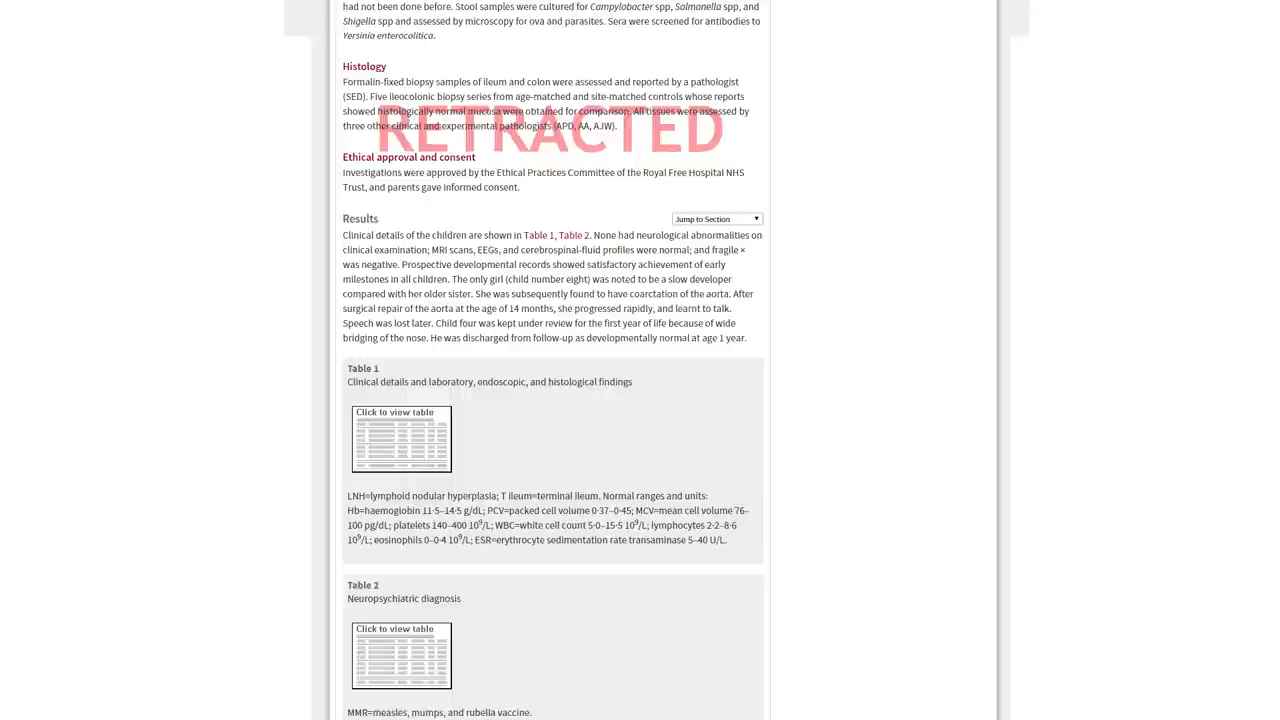 had not been done before. Stool samples were cultured for Campylobacter spp, Salmonella spp, and
Shigella spp and assessed by microscopy for ova and parasites. Sera were screened for antibodies to
Yersinia enterocolitica.
Histology
Formalin-fixed biopsy samples of ileum and colon were assessed and reported by a pathologist
(SED). Five ileocolonic biopsy series from age-matched and site-matched controls whose reports
showed histologically normal mucosa were obtained for comparison. All tissues were assessed by
three other clinical and experimental pathologists (APD, AA, AJW).
RETRACTED
Ethical approval and consent
Investigations were approved by the Ethical Practices Committee of the Royal Free Hospital NHS
Trust, and parents gave informed consent.
Results
Jump to Section
Clinical details of the children are shown in Table 1, Table 2. None had neurological abnormalities on
clinical examination; MRI scans, EEGs, and cerebrospinal-fluid profiles were normal; and fragile ×
was negative. Prospective developmental records showed satisfactory achievement of early
milestones in all children. The only girl (child number eight) was noted to be a slow developer
compared with her older sister. She was subsequently found to have coarctation of the aorta. After
surgical repair of the aorta at the age of 14 months, she progressed rapidly, and learnt to talk.
Speech was lost later. Child four was kept under review for the first year of life because of wide
bridging of the nose. He was discharged from follow-up as developmentally normal at age 1 year.
Table 1
Clinical details and laboratory, endoscopic, and histological findings
Click to view table
LNH=lymphoid nodular hyperplasia; T ileum=terminal ileum. Normal ranges and units:
Hb=haemoglobin 11·5–14·5 g/dL; PCV=packed cell volume 0·37–0·45; MCV=mean cell volume 76–
100 pg/dL; platelets 140–400 10⁹/L; WBC=white cell count 5·0–15·5 10⁹/L; lymphocytes 2·2–8·6
10⁹/L; eosinophils 0–0·4 10⁹/L; ESR=erythrocyte sedimentation rate transaminase 5–40 U/L.
Table 2
Neuropsychiatric diagnosis
Click to view table
MMR=measles, mumps, and rubella vaccine.